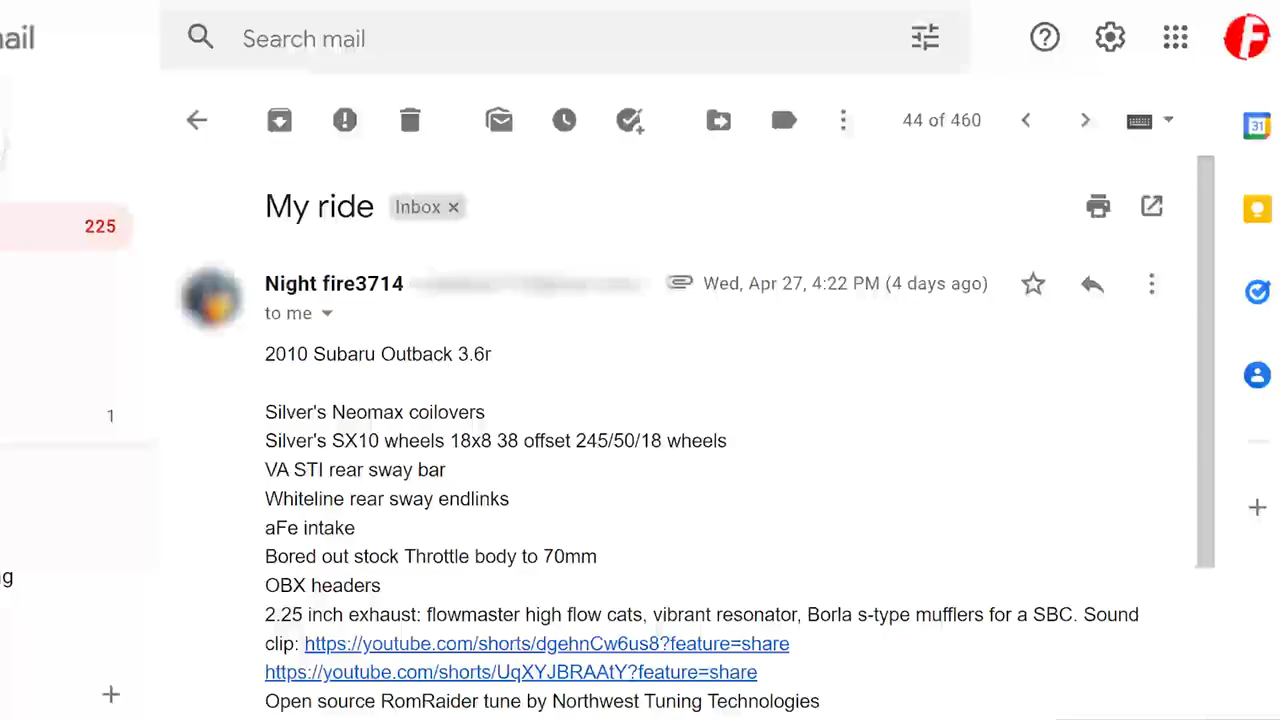 ail
Search mail
44 of 460
31
225
My ride
Inbox
Night fire3714
Wed, Apr 27, 4:22 PM (4 days ago)
to me
2010 Subaru Outback 3.6r
1
Silver's Neomax coilovers
Silver's SX10 wheels 18x8 38 offset 245/50/18 wheels
VA STI rear sway bar
Whiteline rear sway endlinks
aFe intake
Bored out stock Throttle body to 70mm
g
OBX headers
2.25 inch exhaust: flowmaster high flow cats, vibrant resonator, Borla s-type mufflers for a SBC. Sound
clip: https://youtube.com/shorts/dgehnCw6us8?feature=share
https://youtube.com/shorts/UqXYJBRAAtY?feature=share
Open source RomRaider tune by Northwest Tuning Technologies